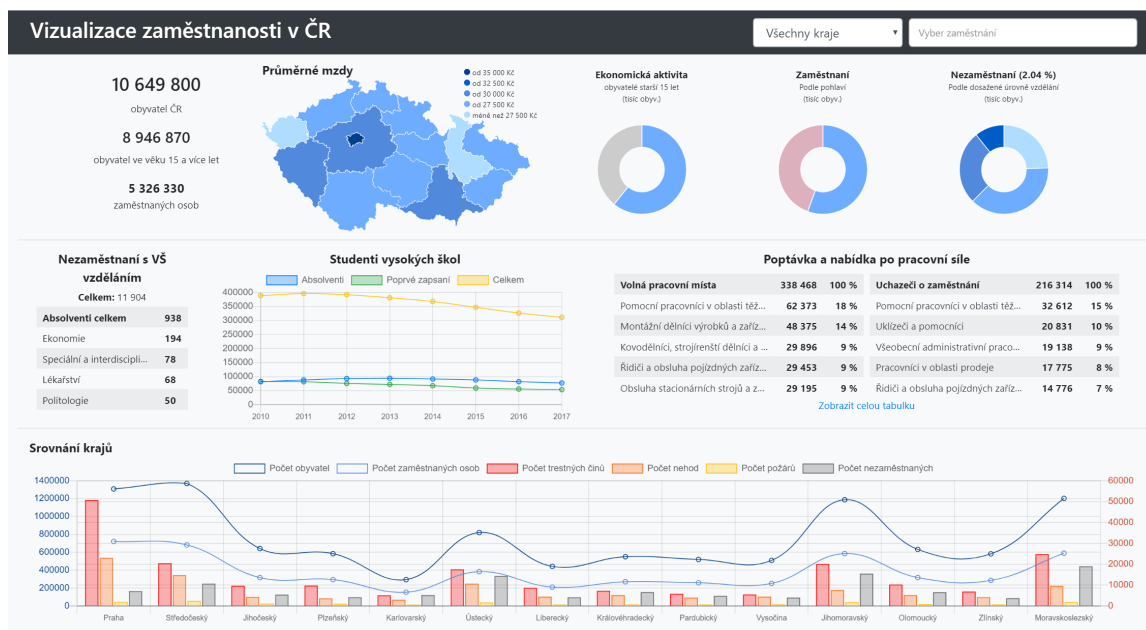 Vizualizace zaměstnanosti v ČR
Všechny kraje
Vyber zaměstnání
10 649 800
obyvatel ČR
8 946 870
obyvatel ve věku 15 a více let
5 326 330
zaměstnaných osob
Průměrné mzdy
od 35 000 Kč
od 32 500 Kč
od 30 000 Kč
od 27 500 Kč
méně než 27 500 Kč
Ekonomická aktivita
obyvatelé starší 15 let
(tisíc obyv.)
Zaměstnaní
Podle pohlaví
(tisíc obyv.)
Nezaměstnaní (2.04 %)
Podle dosažené úrovně vzdělání
(tisíc obyv.)
Nezaměstnaní s VŠ
vzděláním
Celkem: 11 904
Absolventi celkem 938
Ekonomie 194
Speciální a interdiscipli... 78
Lékařství 68
Politologie 50
Studenti vysokých škol
Absolventi Poprvé zapsaní Celkem
400000
350000
300000
250000
200000
150000
100000
50000
0
2010 2011 2012 2013 2014 2015 2016 2017
Poptávka a nabídka po pracovní síle
Volná pracovní místa 338 468 100 % Uchazeči o zaměstnání 216 314 100 %
Pomocní pracovníci v oblasti těž... 62 373 18 % Pomocní pracovníci v oblasti těž... 32 612 15 %
Montážní dělníci výrobků a zaříz... 48 375 14 % Uklízeči a pomocníci 20 831 10 %
Kovodělníci, strojírenští dělníci a ... 29 896 9 % Všeobecní administrativní praco... 19 138 9 %
Řidiči a obsluha pojízdných zaříz... 29 453 9 % Pracovníci v oblasti prodeje 17 775 8 %
Obsluha stacionárních strojů a z... 29 195 9 % Řidiči a obsluha pojízdných zaříz... 14 776 7 %
Zobrazit celou tabulku
Srovnání krajů
Počet obyvatel Počet zaměstnaných osob Počet trestných činů Počet nehod Počet požárů Počet nezaměstnaných
1400000 60000
1200000 50000
1000000 40000
800000 30000
600000 20000
400000 10000
200000 0
0
Praha Středočeský Jihočeský Plzeňský Karlovarský Ústecký Liberecký Královéhradecký Pardubický Vysočina Jihomoravský Olomoucký Zlínský Moravskoslezský